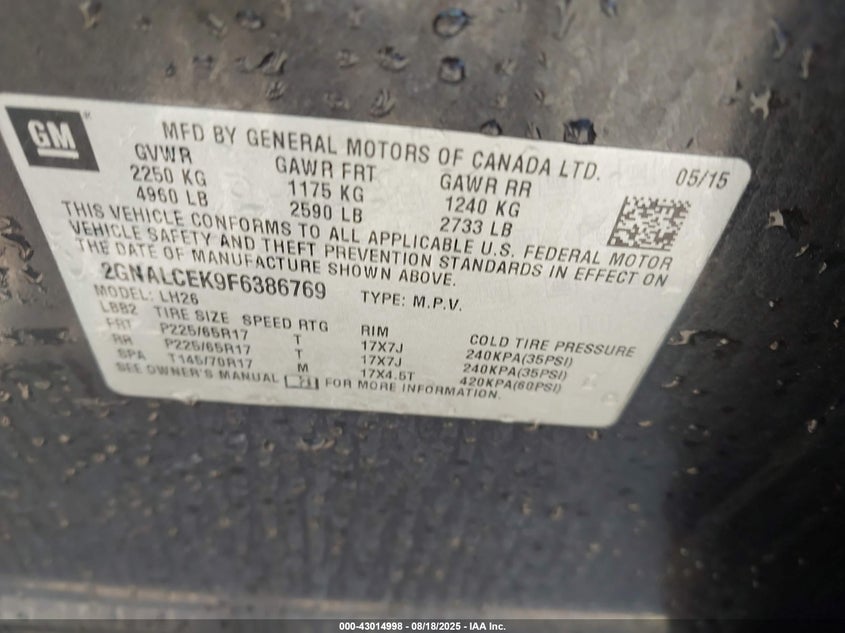 GM
MFD BY GENERAL MOTORS OF CANADA LTD. 05/15
GVWR GAWR FRT GAWR RR
2250 KG 1175 KG 1240 KG
4960 LB 2590 LB 2733 LB
THIS VEHICLE CONFORMS TO ALL APPLICABLE U.S. FEDERAL MOTOR
VEHICLE SAFETY AND THEFT PREVENTION STANDARDS IN EFFECT ON
THE DATE OF MANUFACTURE SHOWN ABOVE.
2GNALCEK9F6386769 TYPE: M.P.V.
MODEL: LH26
LBB2 TIRE SIZE SPEED RTG RIM COLD TIRE PRESSURE
FRT P225/65R17 T 17X7J 240KPA(35PSI)
RR P225/65R17 T 17X7J 240KPA(35PSI)
SPA T145/70R17 M 17X4.5T 420KPA(60PSI)
SEE OWNER'S MANUAL FOR MORE INFORMATION.
000-43014998 - 08/18/2025 - IAA Inc.